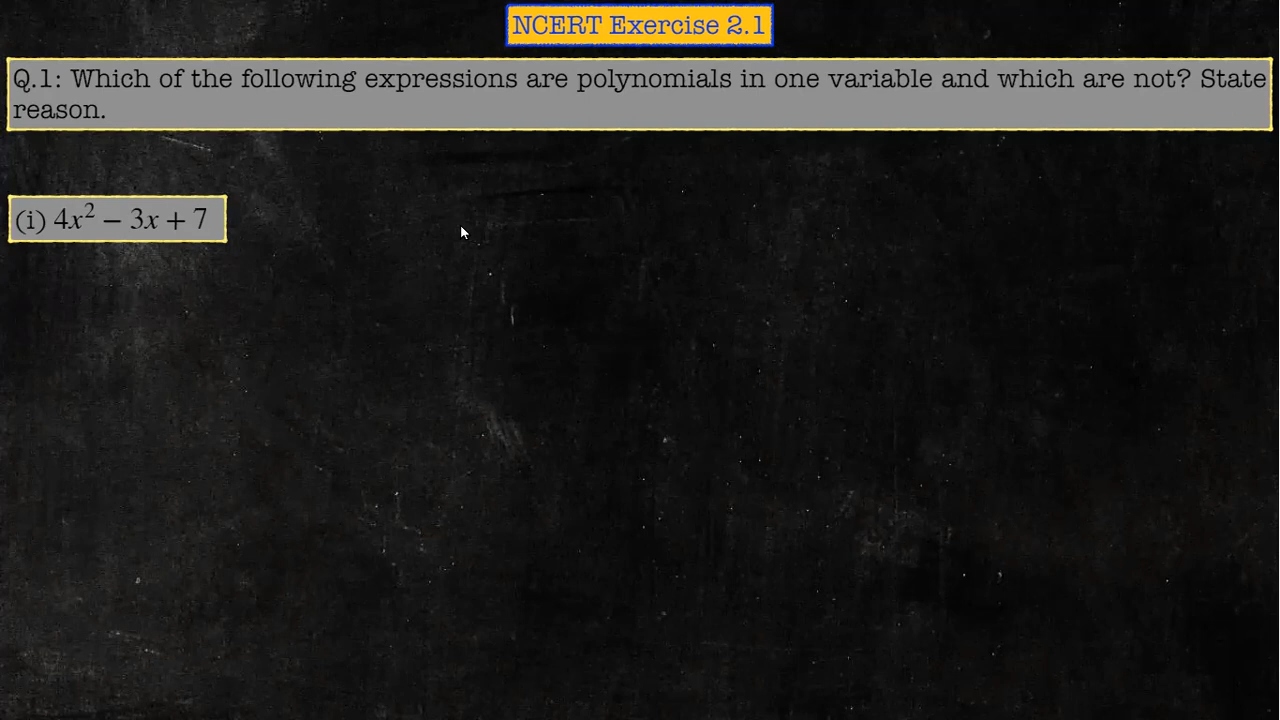 NCERT Exercise 2.1
Q.1: Which of the following expressions are polynomials in one variable and which are not? State
reason.
(i) 4x² − 3x + 7